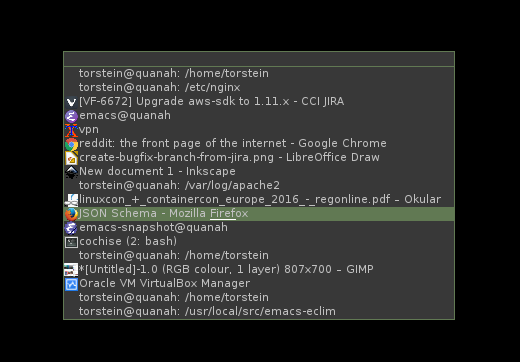 torstein@quanah: /home/torstein
torstein@quanah: /etc/nginx
[VF-6672] Upgrade aws-sdk to 1.11.x - CCI JIRA
emacs@quanah
vpn
reddit: the front page of the internet - Google Chrome
create-bugfix-branch-from-jira.png - LibreOffice Draw
New document 1 - Inkscape
torstein@quanah: /var/log/apache2
linuxcon_+_containercon_europe_2016_-_regonline.pdf – Okular
JSON Schema - Mozilla Firefox
emacs-snapshot@quanah
cochise (2: bash)
torstein@quanah: /home/torstein
*[Untitled]-1.0 (RGB colour, 1 layer) 807x700 – GIMP
Oracle VM VirtualBox Manager
torstein@quanah: /home/torstein
torstein@quanah: /usr/local/src/emacs-eclim